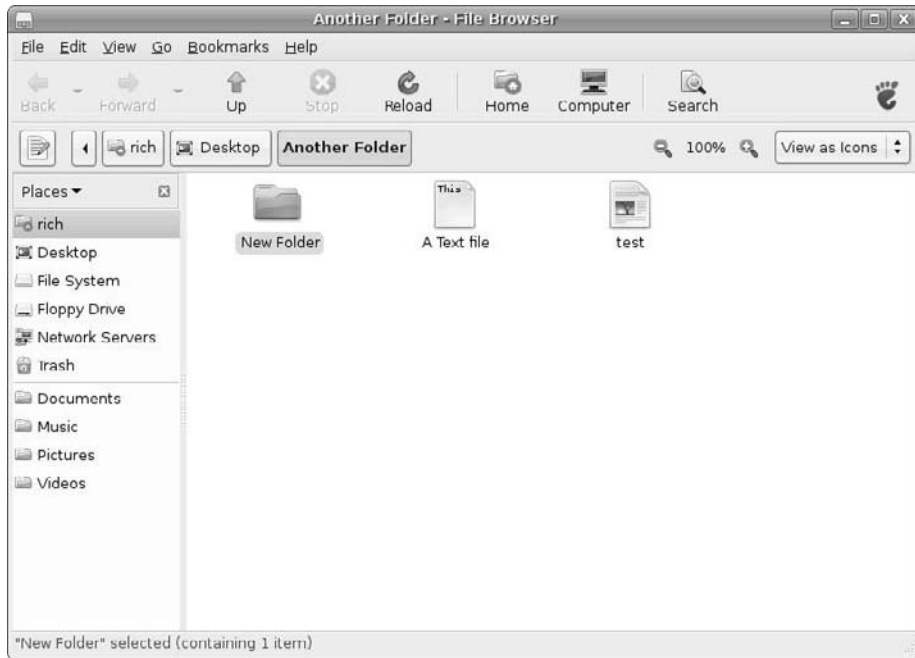 Another Folder - File Browser
File Edit View Go Bookmarks Help
Back Forward Up Stop Reload Home Computer Search
rich Desktop Another Folder 100% View as Icons
Places
rich
Desktop
File System
Floppy Drive
Network Servers
Trash
Documents
Music
Pictures
Videos
This
New Folder A Text file test
"New Folder" selected (containing 1 item)